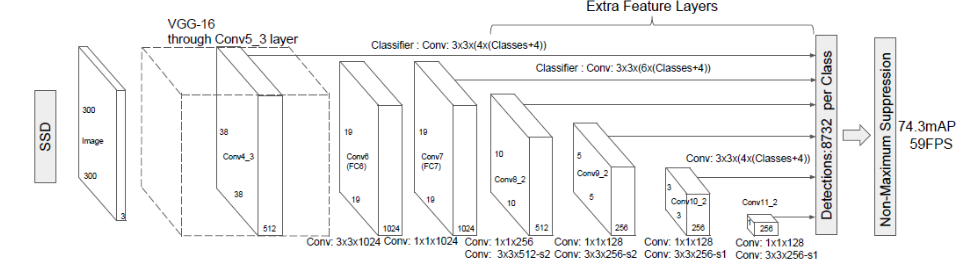 Extra Feature Layers
VGG-16
through Conv5_3 layer
Classifier : Conv: 3x3x(4x(Classes+4))
Classifier : Conv: 3x3x(6x(Classes+4))
SSD
300
Image
300
3
38
Conv4_3
38
512
19
Conv6
(FC6)
19
1024
19
Conv7
(FC7)
19
1024
10
Conv8_2
10
512
5
Conv9_2
5
256
Conv: 3x3x(4x(Classes+4))
3
Conv10_2
3
256
Conv11_2
1
256
Detections:8732 per Class
Non-Maximum Suppression
74.3mAP
59FPS
Conv: 3x3x1024
Conv: 1x1x1024
Conv: 1x1x256
Conv: 3x3x512-s2
Conv: 1x1x128
Conv: 3x3x256-s2
Conv: 1x1x128
Conv: 3x3x256-s1
Conv: 1x1x128
Conv: 3x3x256-s1